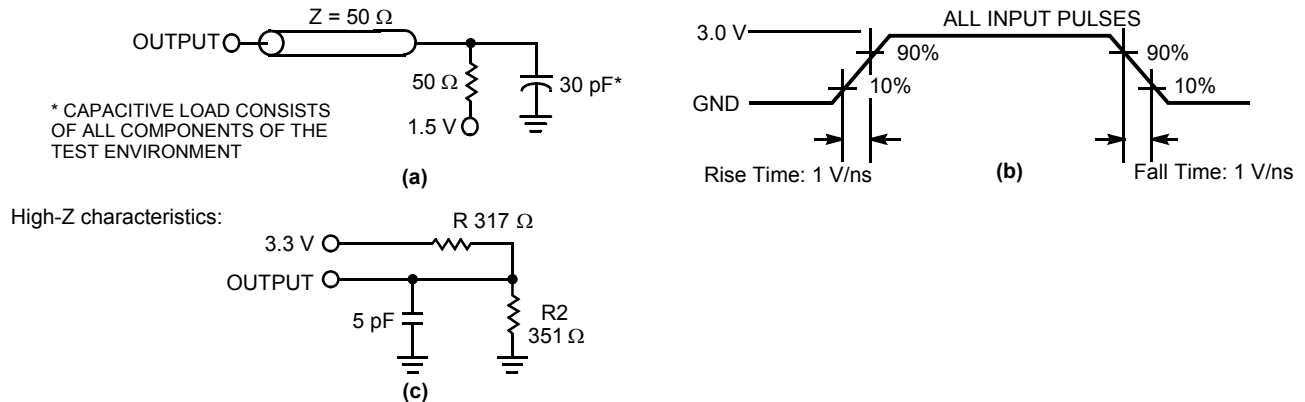 Z = 50 Ω
OUTPUT
50 Ω
30 pF*
1.5 V
* CAPACITIVE LOAD CONSISTS
OF ALL COMPONENTS OF THE
TEST ENVIRONMENT
(a)
ALL INPUT PULSES
3.0 V
90%
90%
10%
10%
GND
Rise Time: 1 V/ns
(b)
Fall Time: 1 V/ns
High-Z characteristics:
R 317 Ω
3.3 V
OUTPUT
5 pF
R2
351 Ω
(c)